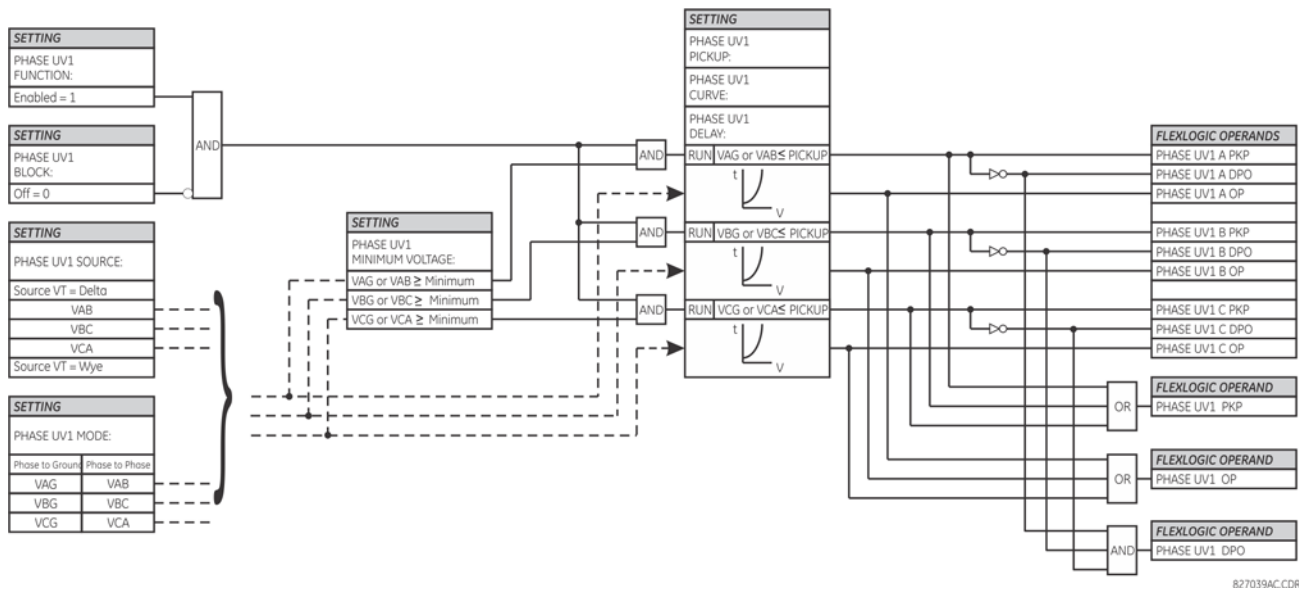 SETTING
PHASE UV1
FUNCTION:
Enabled = 1
SETTING
PHASE UV1
BLOCK:
Off = 0
AND
SETTING
PHASE UV1 SOURCE:
Source VT = Delta
VAB
VBC
VCA
Source VT = Wye
SETTING
PHASE UV1 MODE:
Phase to Ground Phase to Phase
VAG VAB
VBG VBC
VCG VCA
SETTING
PHASE UV1
MINIMUM VOLTAGE:
VAG or VAB ≥ Minimum
VBG or VBC ≥ Minimum
VCG or VCA ≥ Minimum
AND
AND
AND
SETTING
PHASE UV1
PICKUP:
PHASE UV1
CURVE:
PHASE UV1
DELAY:
RUN VAG or VAB≤ PICKUP
t
V
RUN VBG or VBC≤ PICKUP
t
V
RUN VCG or VCA≤ PICKUP
t
V
FLEXLOGIC OPERANDS
PHASE UV1 A PKP
PHASE UV1 A DPO
PHASE UV1 A OP
PHASE UV1 B PKP
PHASE UV1 B DPO
PHASE UV1 B OP
PHASE UV1 C PKP
PHASE UV1 C DPO
PHASE UV1 C OP
OR
FLEXLOGIC OPERAND
PHASE UV1 PKP
OR
FLEXLOGIC OPERAND
PHASE UV1 OP
AND
FLEXLOGIC OPERAND
PHASE UV1 DPO
827039AC.CDR